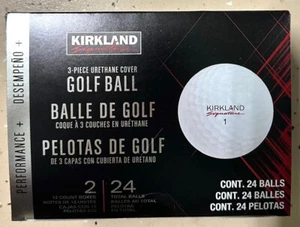 KIRKLAND
Signature
3-PIECE URETHANE COVER
GOLF BALL
BALLE DE GOLF
COQUE À 3 COUCHES EN URÉTHANE
PELOTAS DE GOLF
DE 3 CAPAS CON CUBIERTA DE URETANO
2
24
TOTAL BALLS
CONT. 24 BALLS
CONT. 24 BALLES
CONT. 24 PELOTAS
KIRKLAND
Signature
1
PERFORMANCE + DESEMPEÑO +